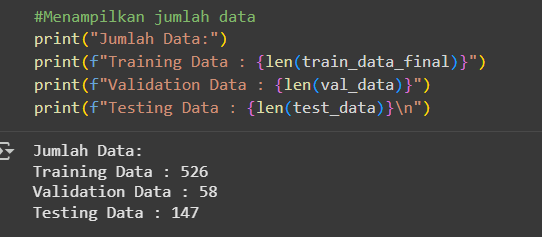 #Menampilkan jumlah data
print("Jumlah Data:")
print(f"Training Data : {len(train_data_final)}")
print(f"Validation Data : {len(val_data)}")
print(f"Testing Data : {len(test_data)}\n")
Jumlah Data:
Training Data : 526
Validation Data : 58
Testing Data : 147